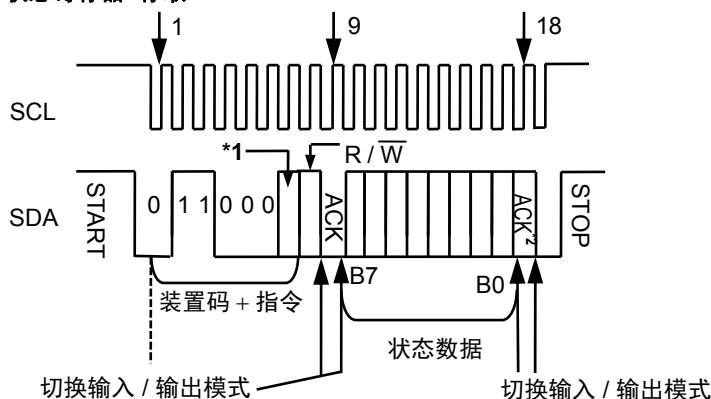 1 9 18
SCL
*1 R / W
SDA
START 0 1 1 0 0 0 ACK ACK*2 STOP
B7 B0
装置码 + 指令
状态数据
切换输入 / 输出模式 切换输入 / 输出模式